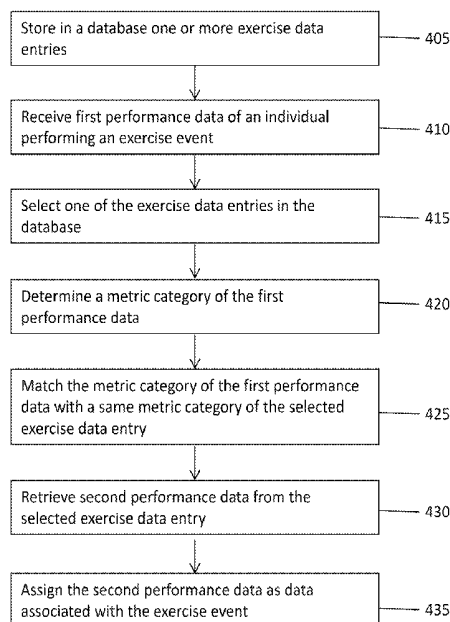 Store in a database one or more exercise data
entries
405
Receive first performance data of an individual
performing an exercise event
410
Select one of the exercise data entries in the
database
415
Determine a metric category of the first
performance data
420
Match the metric category of the first performance
data with a same metric category of the selected
exercise data entry
425
Retrieve second performance data from the
selected exercise data entry
430
Assign the second performance data as data
associated with the exercise event
435